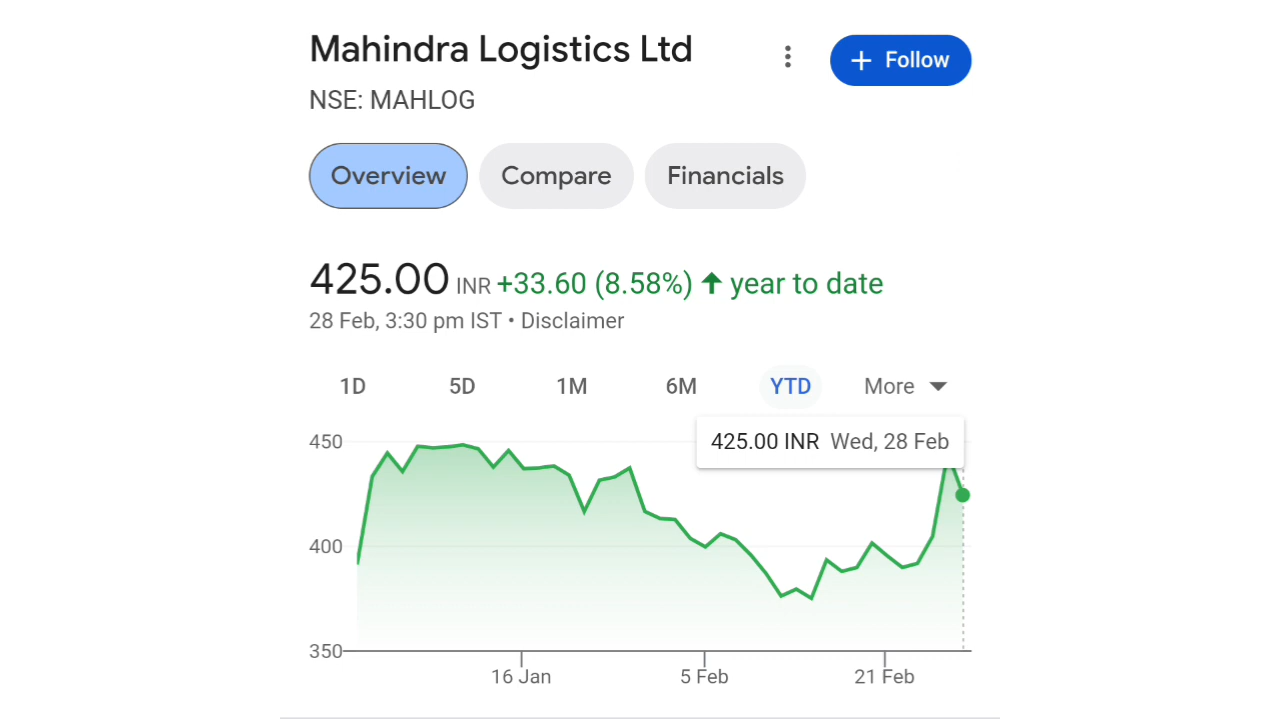 Mahindra Logistics Ltd
+ Follow
NSE: MAHLOG
Overview Compare Financials
425.00 INR +33.60 (8.58%) ↑ year to date
28 Feb, 3:30 pm IST • Disclaimer
1D 5D 1M 6M YTD More
425.00 INR Wed, 28 Feb
450
400
350
16 Jan 5 Feb 21 Feb